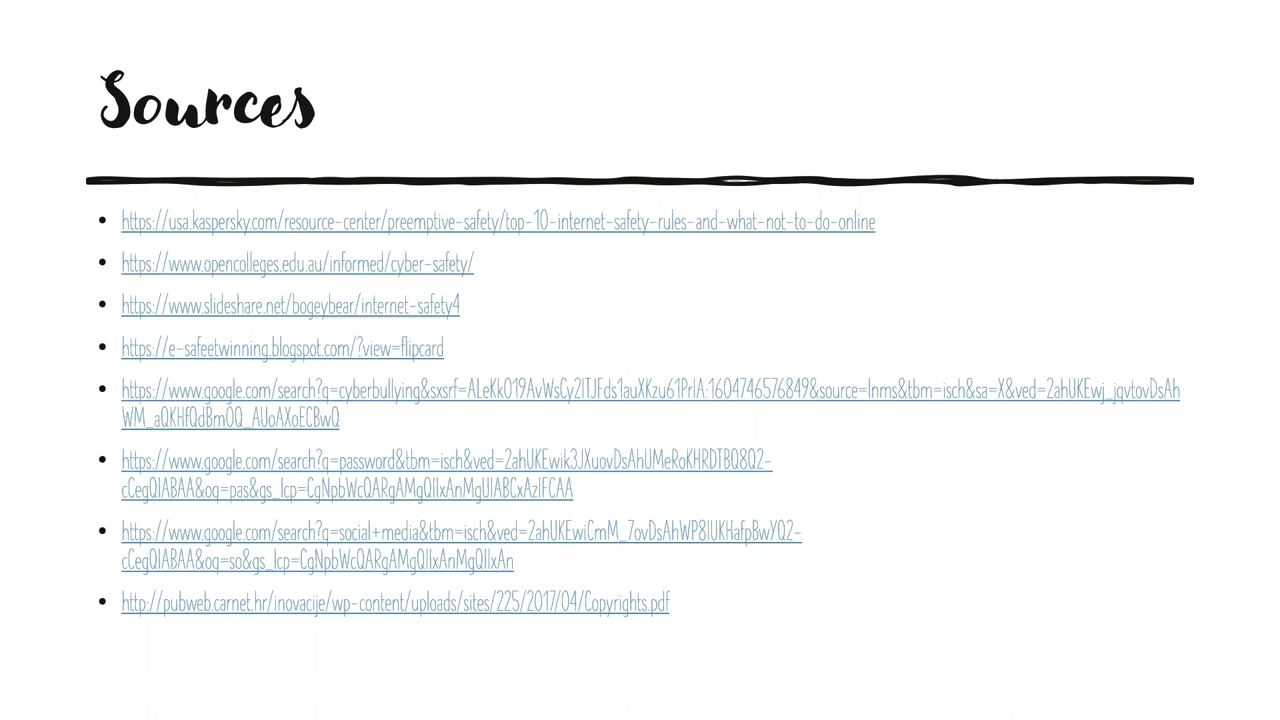 Sources
• https://usa.kaspersky.com/resource-center/preemptive-safety/top-10-internet-safety-rules-and-what-not-to-do-online
• https://www.opencolleges.edu.au/informed/cyber-safety/
• https://www.slideshare.net/bogeybear/internet-safety4
• https://e-safeetwinning.blogspot.com/?view=flipcard
• https://www.google.com/search?q=cyberbullying&sxsrf=ALeKk019AvWsCy2ITJFds1auXKzu61PrIA:1604746576849&source=lnms&tbm=isch&sa=X&ved=2ahUKEwj_jqvtovDsAh
WM_aQKHfQdBmOQ_AUoAXoECBwQ
• https://www.google.com/search?q=password&tbm=isch&ved=2ahUKEwik3JXuovDsAhUMeRoKHRDTBQ8Q2-
cCegQIABAA&oq=pas&gs_lcp=CgNpbWcQARgAMgQIIxAnMgUIABCxAzIFCAA
• https://www.google.com/search?q=social+media&tbm=isch&ved=2ahUKEwiCmM_7ovDsAhWP8IUKHafpBwYQ2-
cCegQIABAA&oq=so&gs_lcp=CgNpbWcQARgAMgQIIxAnMgQIIxAn
• http://pubweb.carnet.hr/inovacije/wp-content/uploads/sites/225/2017/04/Copyrights.pdf